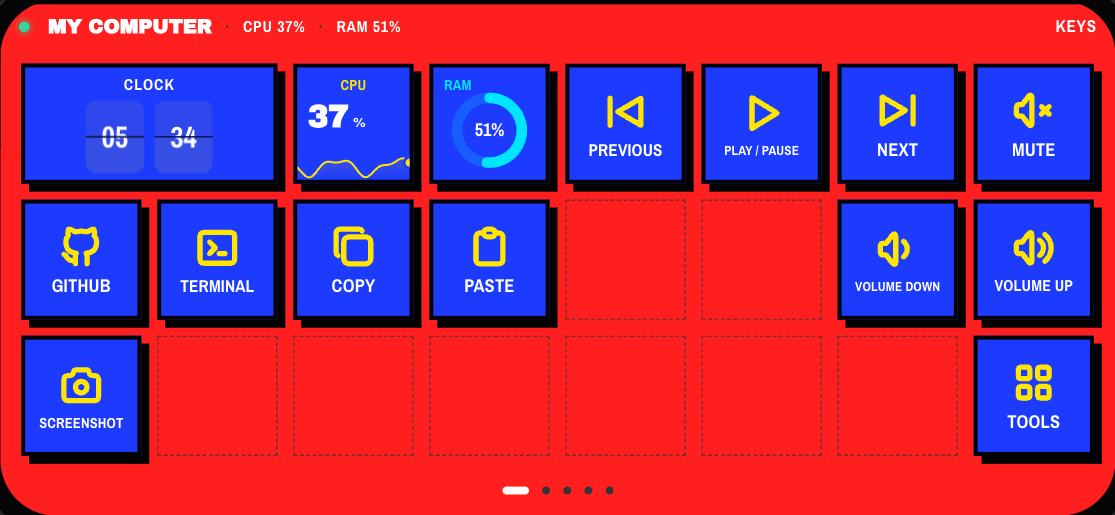 MY COMPUTER · CPU 37% · RAM 51%
KEYS
CLOCK
05 34
CPU
37 %
RAM
51%
PREVIOUS
PLAY / PAUSE
NEXT
MUTE
GITHUB
TERMINAL
COPY
PASTE
VOLUME DOWN
VOLUME UP
SCREENSHOT
TOOLS